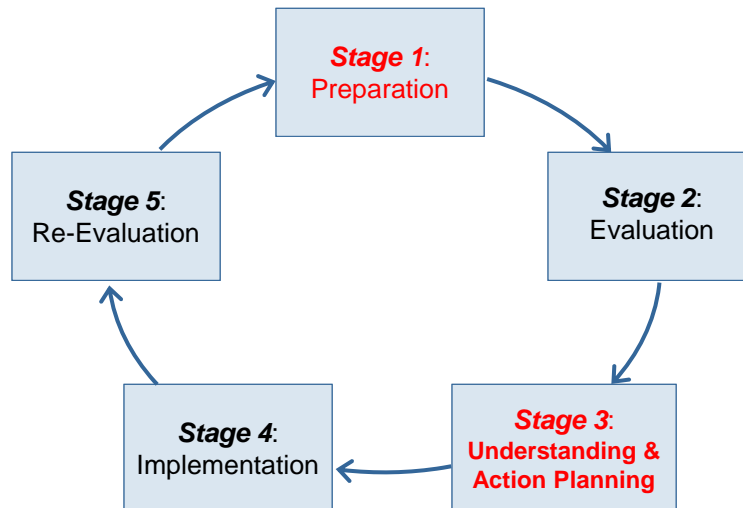 Stage 1:
Preparation
Stage 2:
Evaluation
Stage 3:
Understanding &
Action Planning
Stage 4:
Implementation
Stage 5:
Re-Evaluation